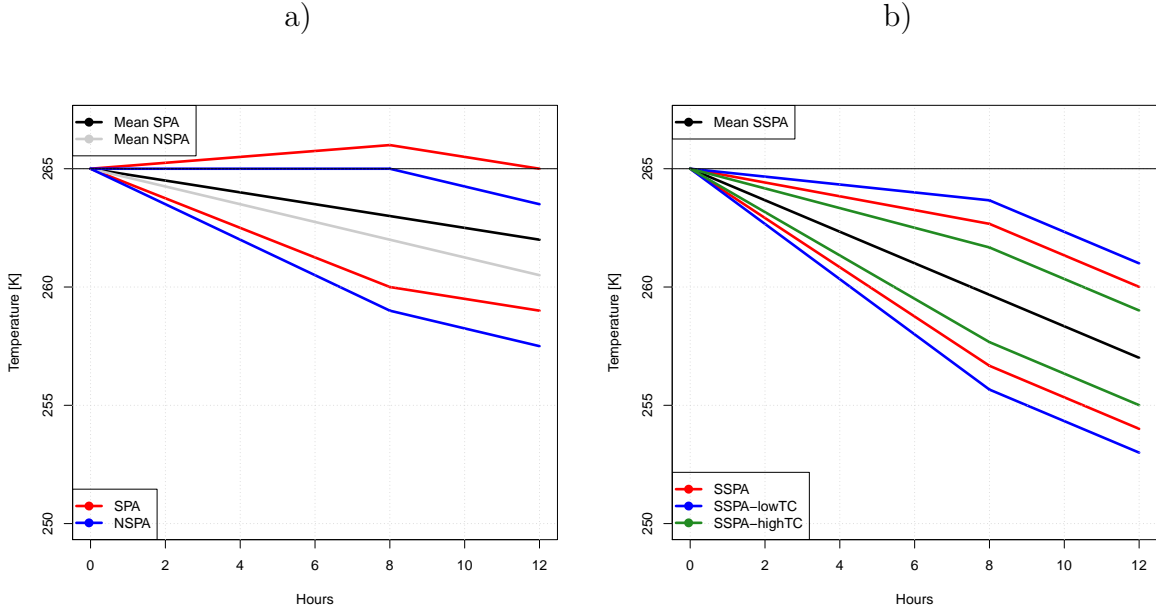 a)
Mean SPA
Mean NSPA
265
260
255
250
Temperature [K]
SPA
NSPA
0 2 4 6 8 10 12
Hours
b)
Mean SSPA
265
260
255
250
Temperature [K]
SSPA
SSPA−lowTC
SSPA−highTC
0 2 4 6 8 10 12
Hours